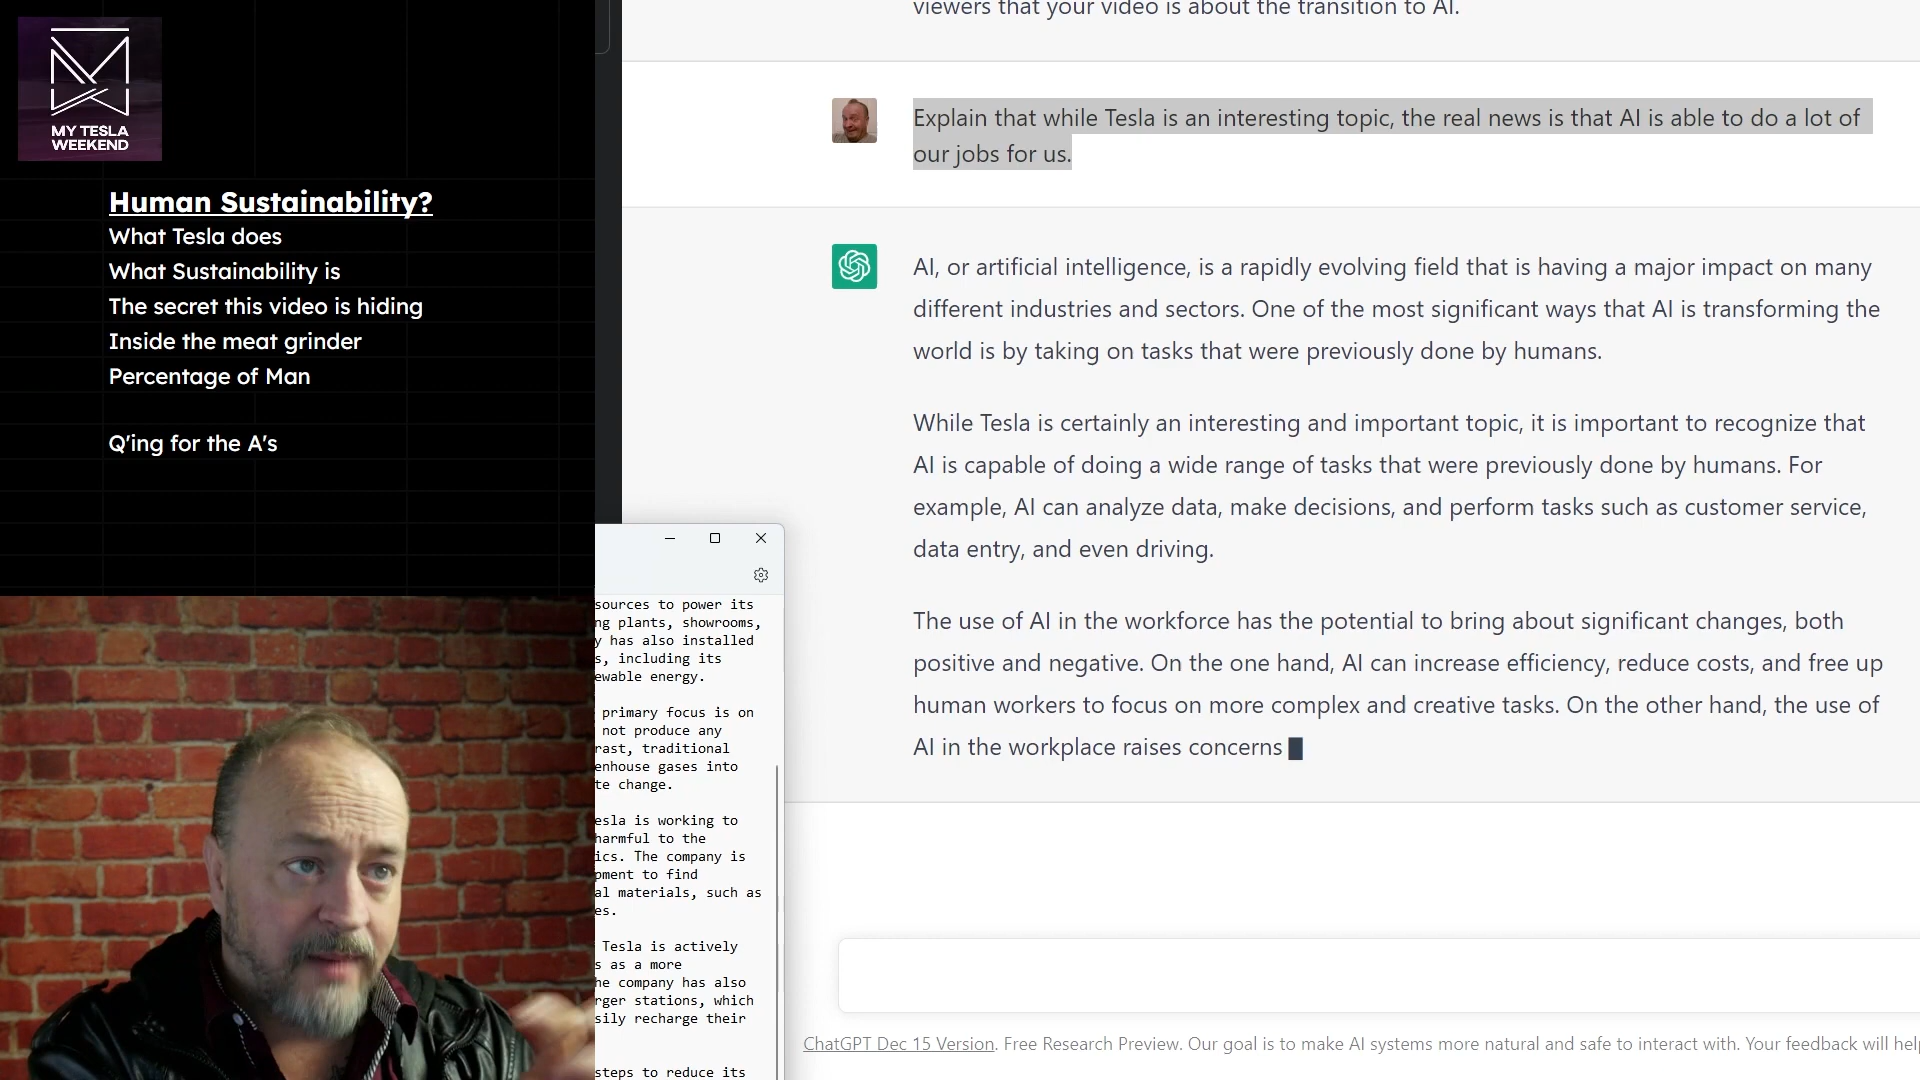 MY TESLA
WEEKEND
Human Sustainability?
What Tesla does
What Sustainability is
The secret this video is hiding
Inside the meat grinder
Percentage of Man
Q'ing for the A's
sources to power its
ng plants, showrooms,
y has also installed
s, including its
ewable energy.
primary focus is on
not produce any
rast, traditional
enhouse gases into
te change.
esla is working to
harmful to the
ics. The company is
pment to find
al materials, such as
es.
Tesla is actively
s as a more
he company has also
rger stations, which
sily recharge their
steps to reduce its
viewers that your video is about the transition to AI.
Explain that while Tesla is an interesting topic, the real news is that AI is able to do a lot of
our jobs for us.
AI, or artificial intelligence, is a rapidly evolving field that is having a major impact on many
different industries and sectors. One of the most significant ways that AI is transforming the
world is by taking on tasks that were previously done by humans.
While Tesla is certainly an interesting and important topic, it is important to recognize that
AI is capable of doing a wide range of tasks that were previously done by humans. For
example, AI can analyze data, make decisions, and perform tasks such as customer service,
data entry, and even driving.
The use of AI in the workforce has the potential to bring about significant changes, both
positive and negative. On the one hand, AI can increase efficiency, reduce costs, and free up
human workers to focus on more complex and creative tasks. On the other hand, the use of
AI in the workplace raises concerns
ChatGPT Dec 15 Version. Free Research Preview. Our goal is to make AI systems more natural and safe to interact with. Your feedback will hel